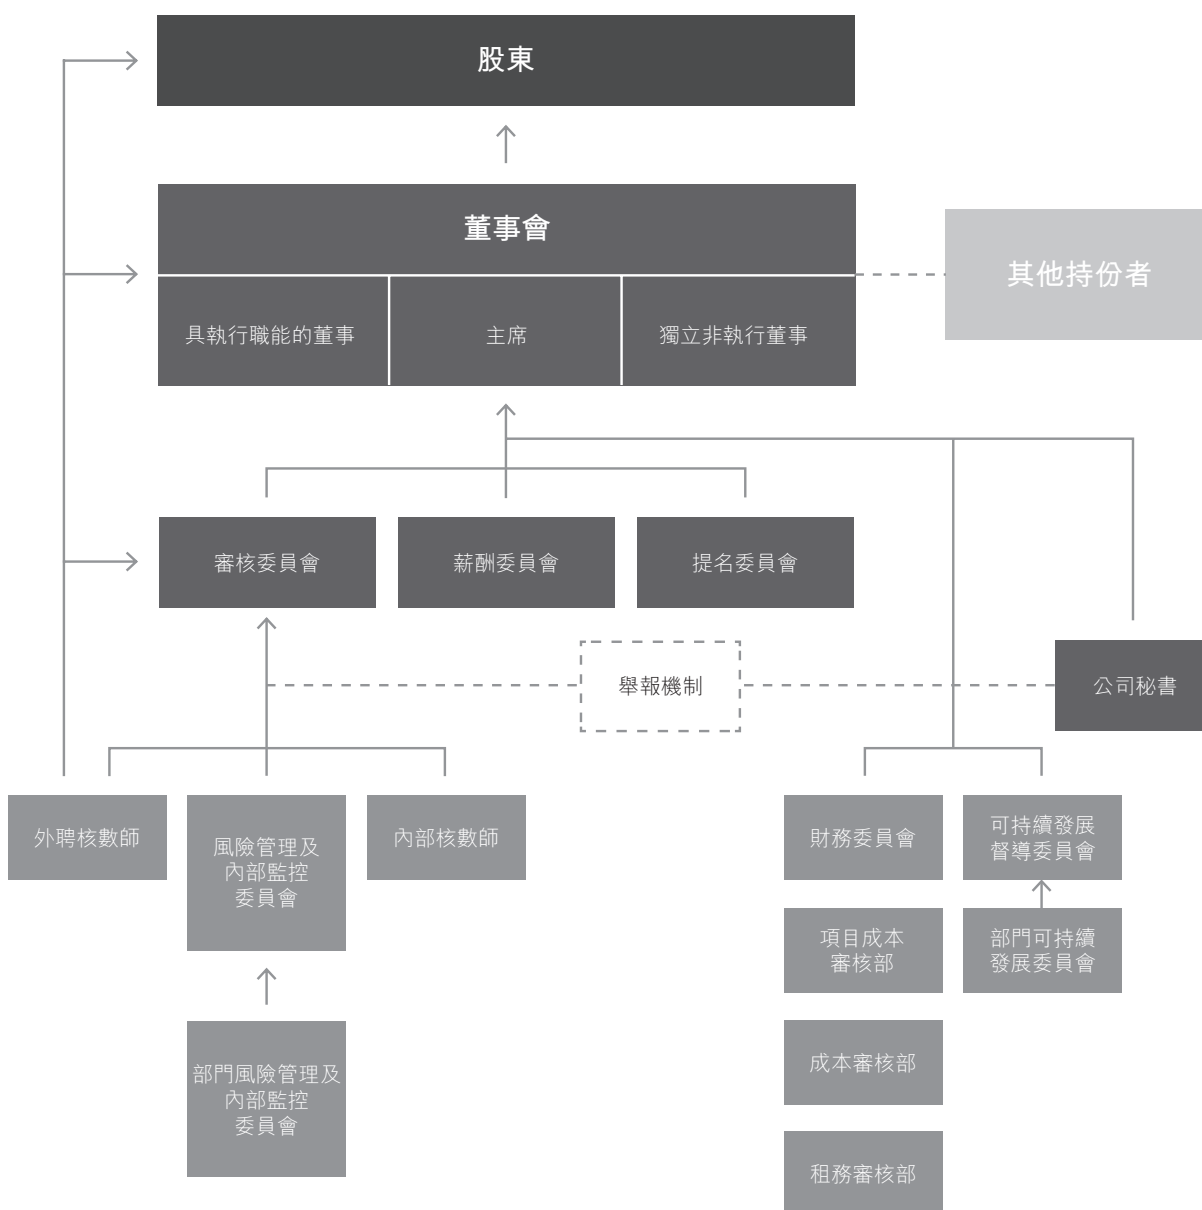 股東
董事會
其他持份者
具執行職能的董事
主席
獨立非執行董事
審核委員會
薪酬委員會
提名委員會
舉報機制
公司秘書
外聘核數師
風險管理及
內部監控
委員會
內部核數師
財務委員會
可持續發展
督導委員會
項目成本
審核部
部門可持續
發展委員會
部門風險管理及
內部監控
委員會
成本審核部
租務審核部